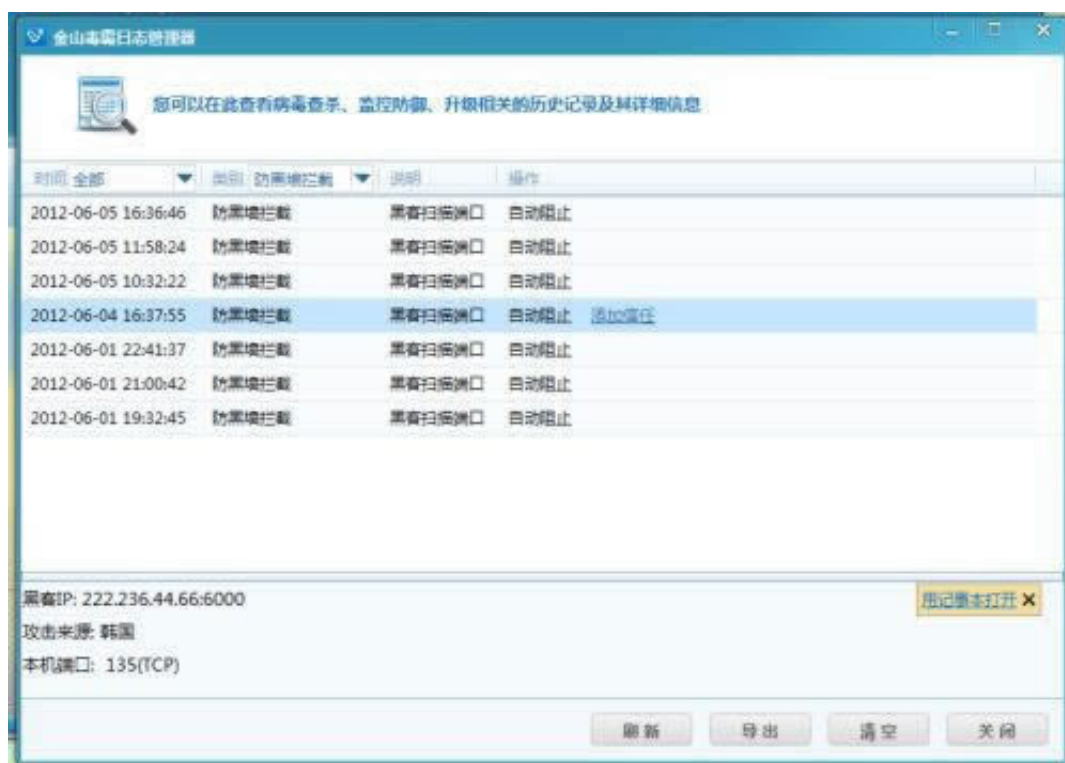 金山毒霸日志管理器
您可以在此查看病毒查杀、监控防御、升级相关的历史记录及其详细信息
时间 全部 类别 防黑墙拦截 说明 操作
2012-06-05 16:36:46 防黑墙拦截 黑客扫描端口 自动阻止
2012-06-05 11:58:24 防黑墙拦截 黑客扫描端口 自动阻止
2012-06-05 10:32:22 防黑墙拦截 黑客扫描端口 自动阻止
2012-06-04 16:37:55 防黑墙拦截 黑客扫描端口 自动阻止 添加信任
2012-06-01 22:41:37 防黑墙拦截 黑客扫描端口 自动阻止
2012-06-01 21:00:42 防黑墙拦截 黑客扫描端口 自动阻止
2012-06-01 19:32:45 防黑墙拦截 黑客扫描端口 自动阻止
黑客IP: 222.236.44.66:6000 用记事本打开
攻击来源: 韩国
本机端口: 135(TCP)
刷新 导出 清空 关闭